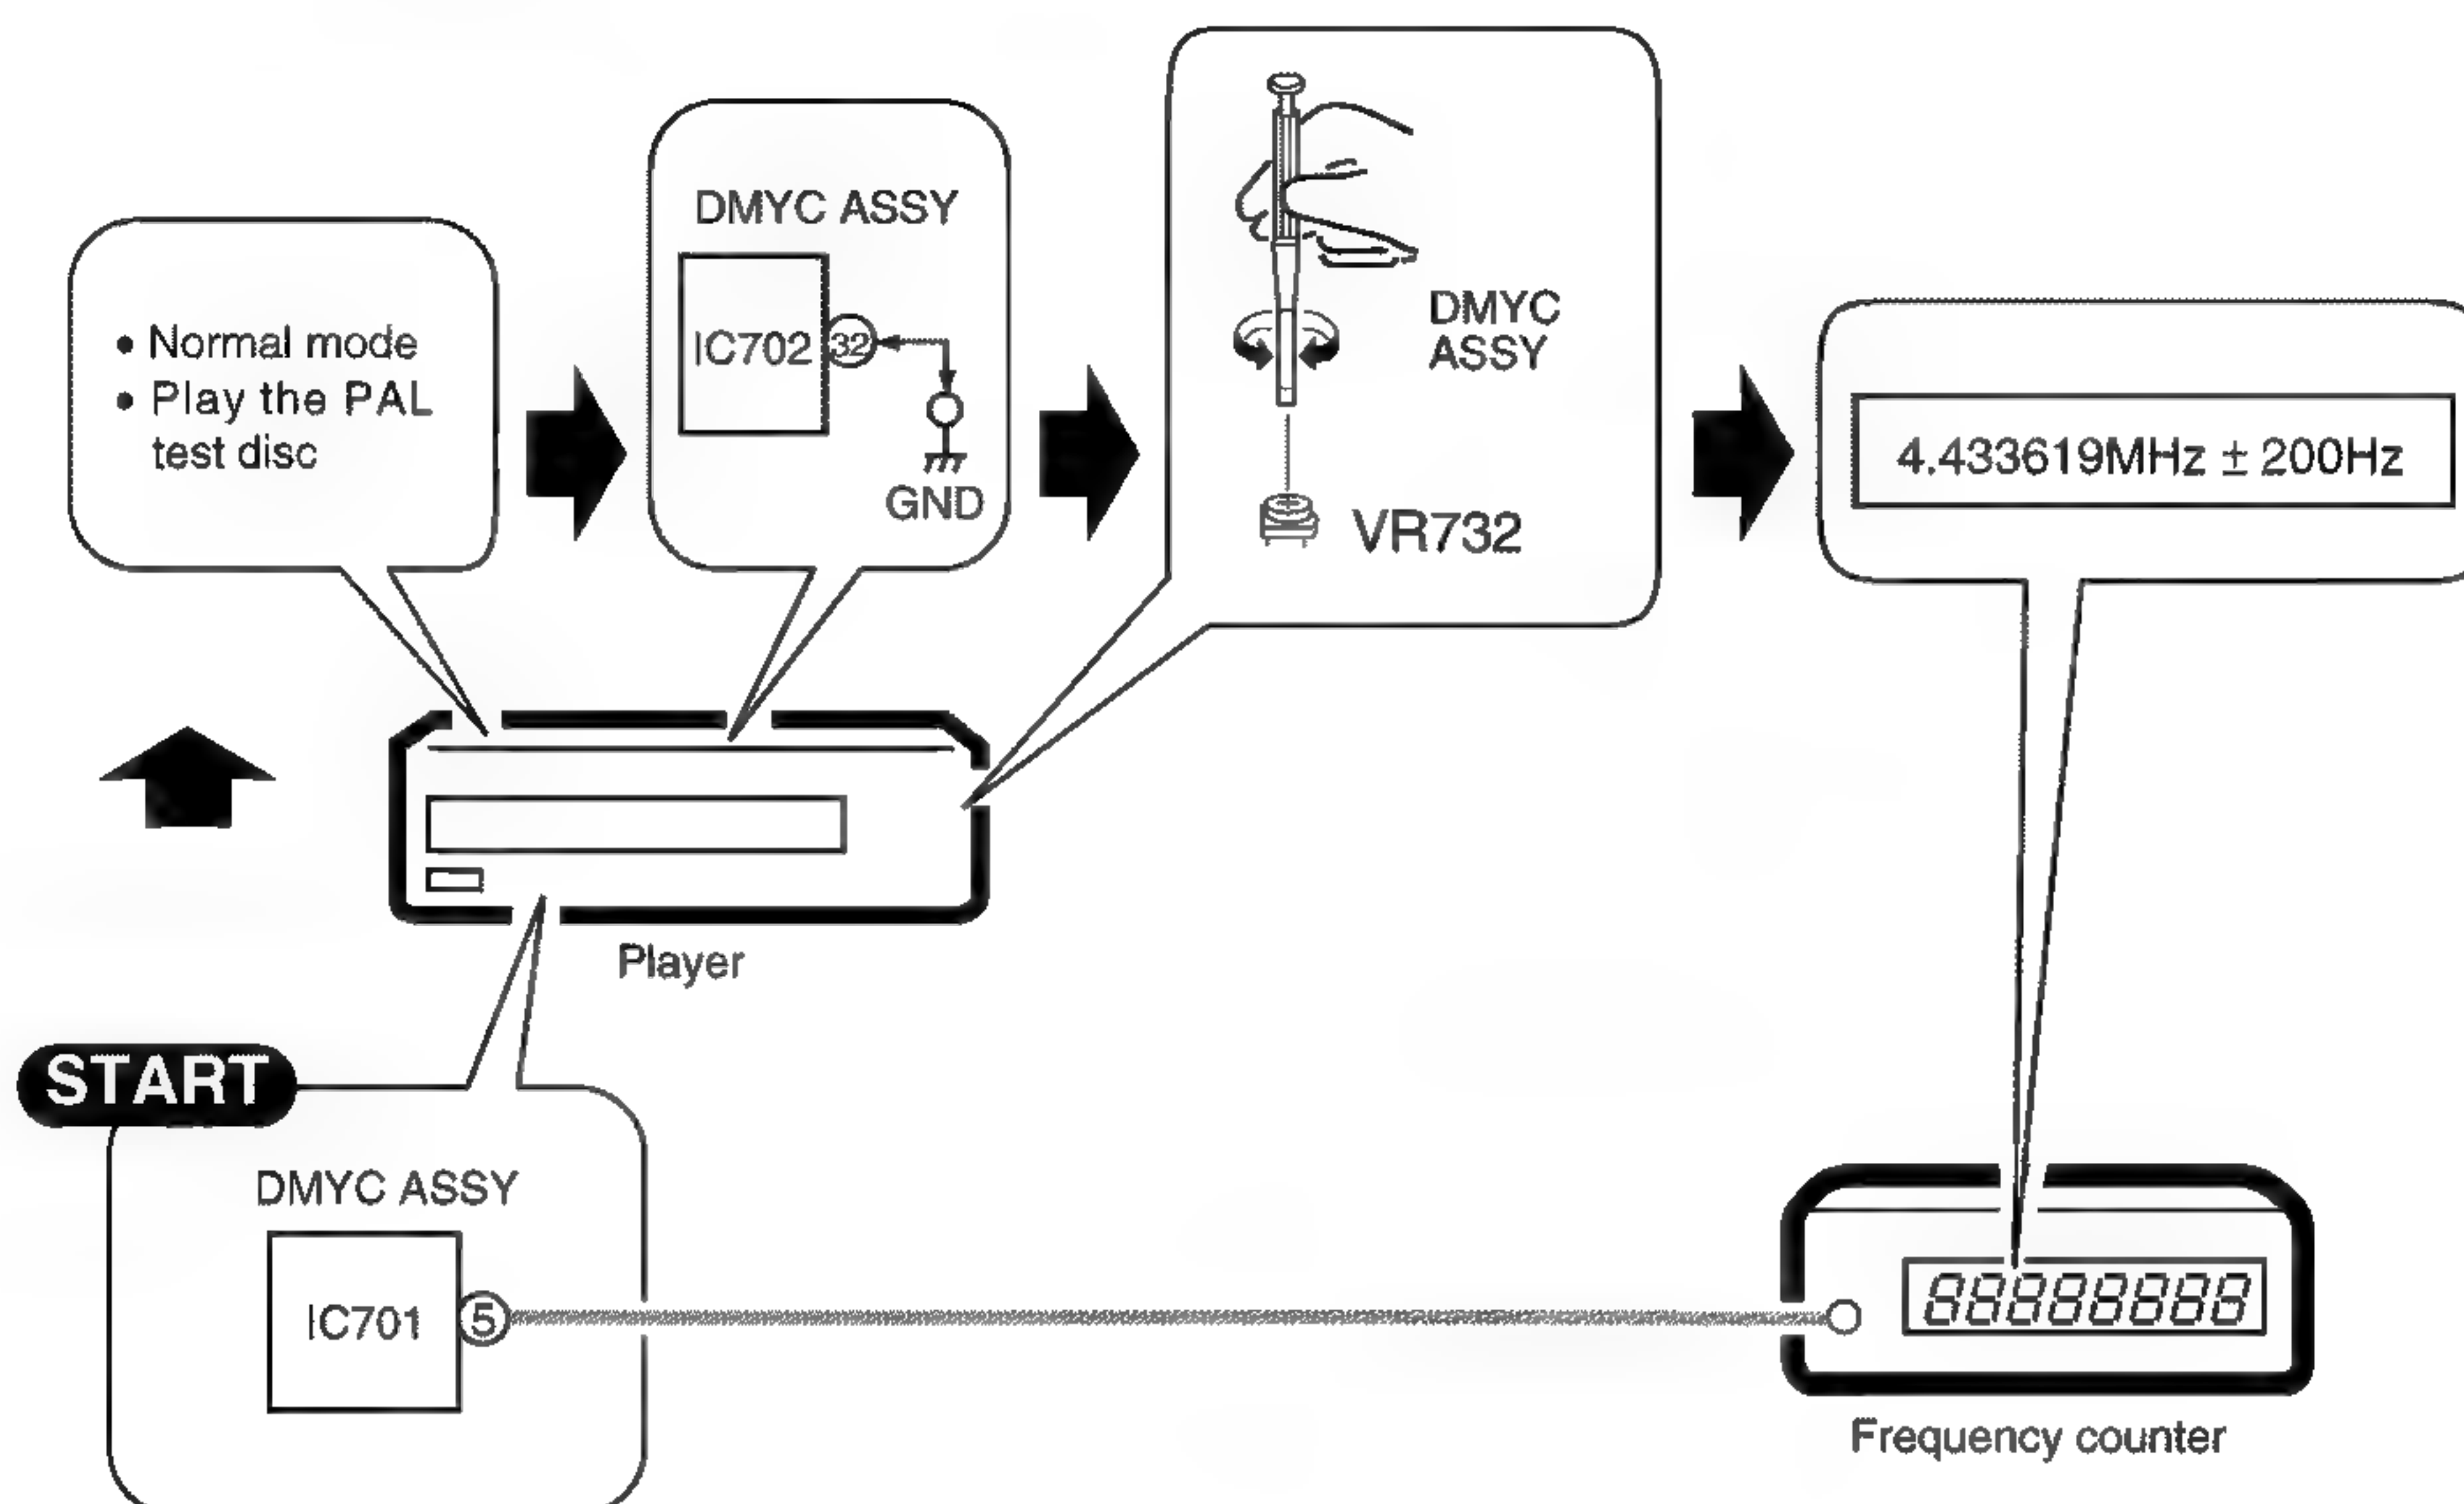 DMYC ASSY
IC702
32
GND
• Normal mode
• Play the PAL
test disc
DMYC
ASSY
VR732
4.433619MHz ± 200Hz
Player
START
DMYC ASSY
IC701
5
88888888
Frequency counter